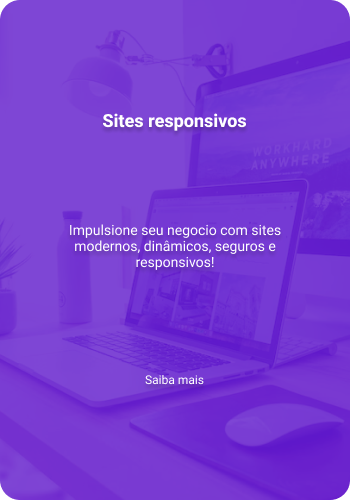 Sites responsivos
WORKHARD
ANYWHERE
Impulsione seu negocio com sites
modernos, dinâmicos, seguros e
responsivos!
Saiba mais